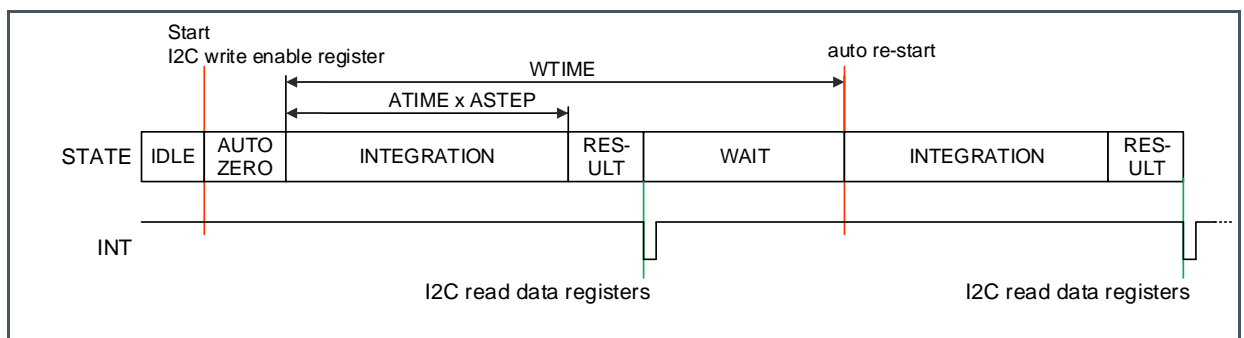 Start
I2C write enable register
auto re-start
WTIME
ATIME x ASTEP
STATE
IDLE
AUTO
ZERO
INTEGRATION
RES-
ULT
WAIT
INTEGRATION
RES-
ULT
INT
I2C read data registers
I2C read data registers